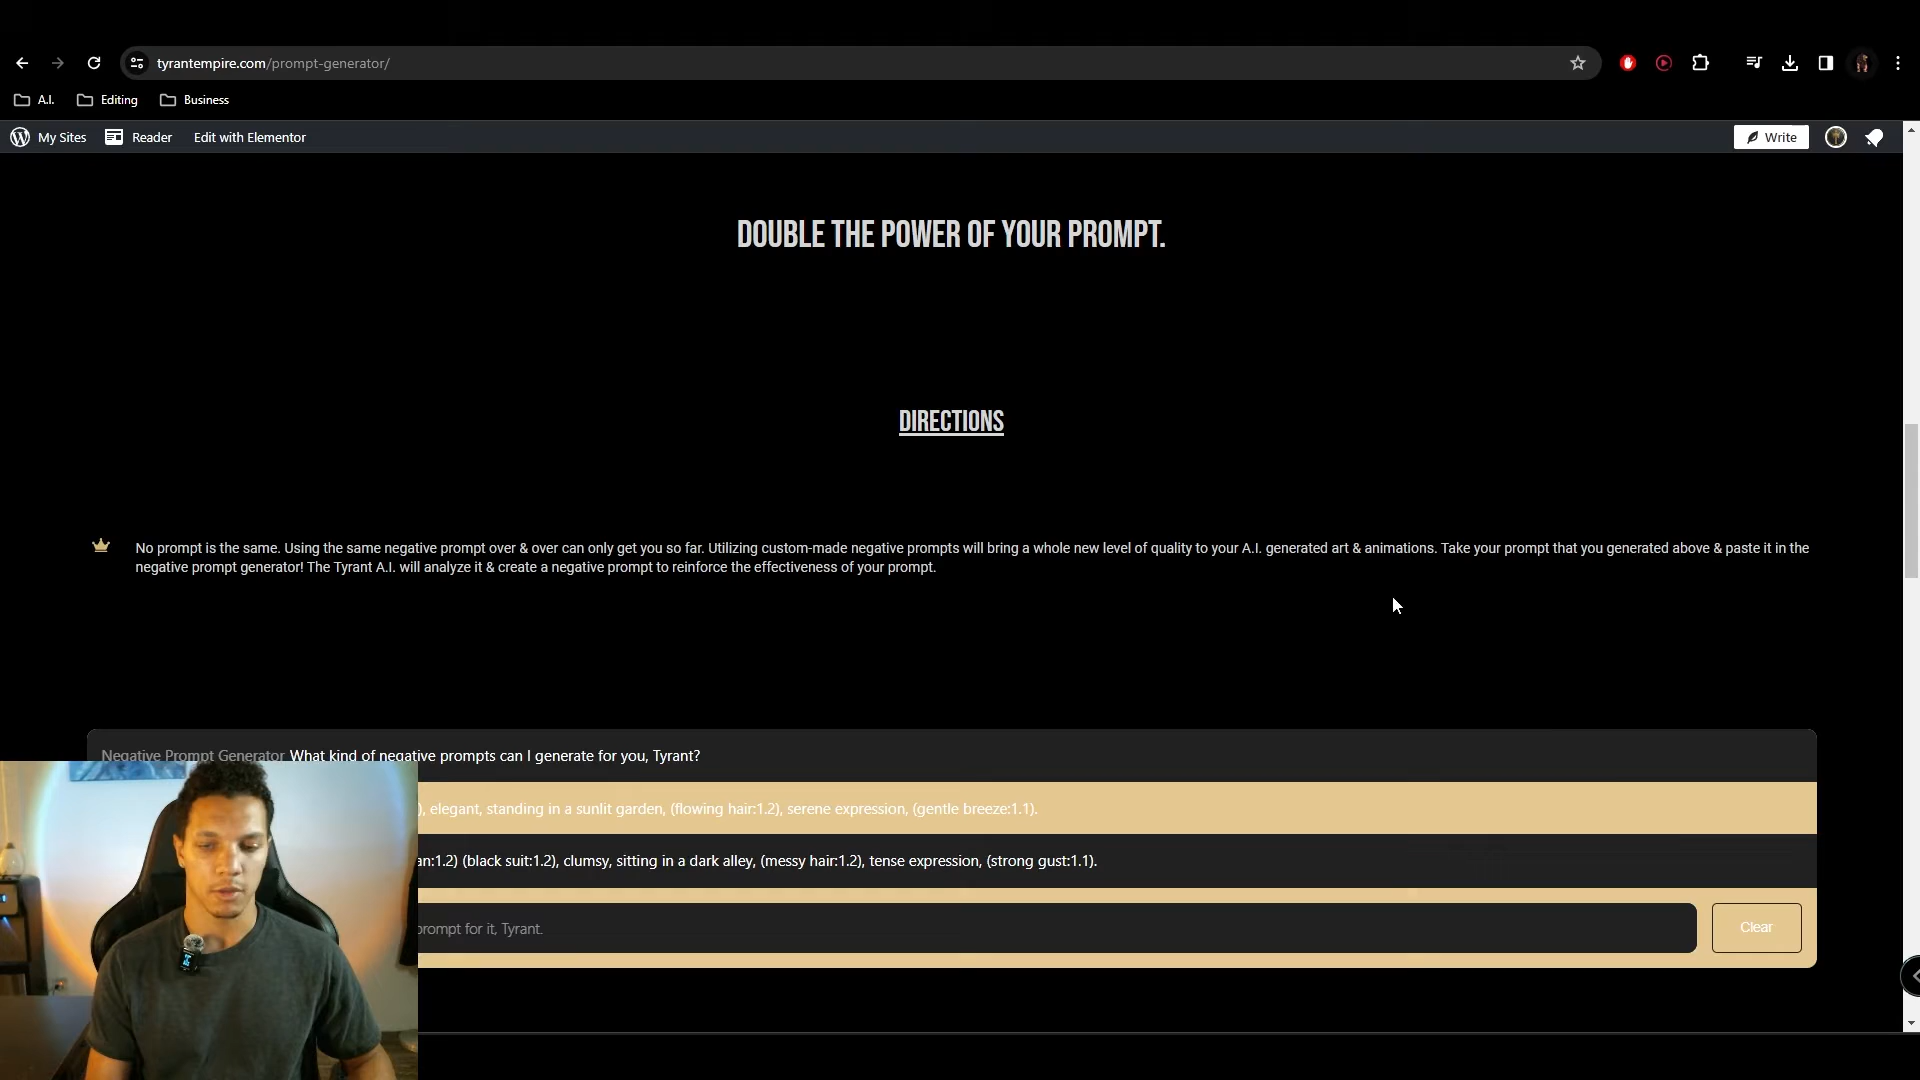 tyrantempire.com/prompt-generator/
A.I. Editing Business
My Sites Reader Edit with Elementor Write
DOUBLE THE POWER OF YOUR PROMPT.
DIRECTIONS
No prompt is the same. Using the same negative prompt over & over can only get you so far. Utilizing custom-made negative prompts will bring a whole new level of quality to your A.I. generated art & animations. Take your prompt that you generated above & paste it in the
negative prompt generator! The Tyrant A.I. will analyze it & create a negative prompt to reinforce the effectiveness of your prompt.
Negative Prompt Generator What kind of negative prompts can I generate for you, Tyrant?
), elegant, standing in a sunlit garden, (flowing hair:1.2), serene expression, (gentle breeze:1.1).
an:1.2) (black suit:1.2), clumsy, sitting in a dark alley, (messy hair:1.2), tense expression, (strong gust:1.1).
prompt for it, Tyrant.
Clear